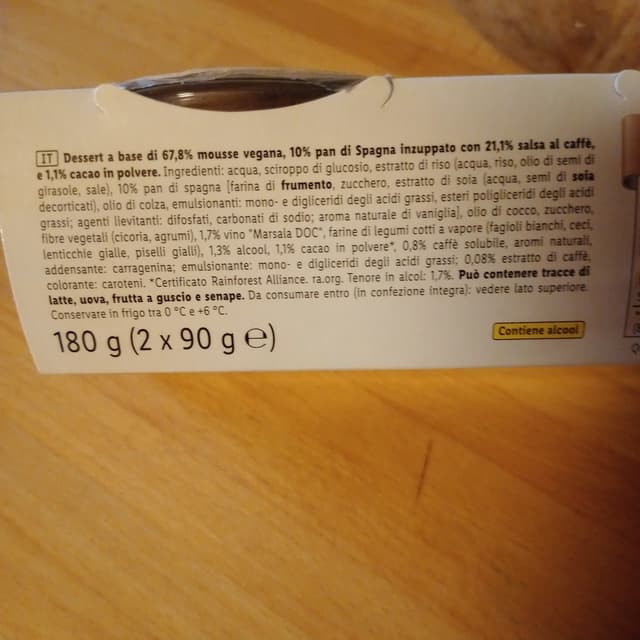 IT Dessert a base di 67,8% mousse vegana, 10% pan di Spagna inzuppato con 21,1% salsa al caffè,
e 1,1% cacao in polvere. Ingredienti: acqua, sciroppo di glucosio, estratto di riso (acqua, riso, olio di semi di
girasole, sale), 10% pan di spagna [farina di frumento, zucchero, estratto di soia (acqua, semi di soia
decorticati), olio di colza, emulsionanti: mono- e digliceridi degli acidi grassi, esteri poligliceridi degli acidi
grassi; agenti lievitanti: difosfati, carbonati di sodio; aroma naturale di vaniglia], olio di cocco, zucchero,
fibre vegetali (cicoria, agrumi), 1,7% vino "Marsala DOC", farine di legumi cotti a vapore (fagioli bianchi, ceci,
lenticchie gialle, piselli gialli), 1,3% alcool, 1,1% cacao in polvere*, 0,8% caffè solubile, aromi naturali,
addensante: carragenina; emulsionante: mono- e digliceridi degli acidi grassi; 0,08% estratto di caffè,
colorante: caroteni. *Certificato Rainforest Alliance. ra.org. Tenore in alcol: 1,7%. Può contenere tracce di
latte, uova, frutta a guscio e senape. Da consumare entro (in confezione integra): vedere lato superiore.
Conservare in frigo tra 0 °C e +6 °C.
180 g (2 x 90 g e)
Contiene alcool